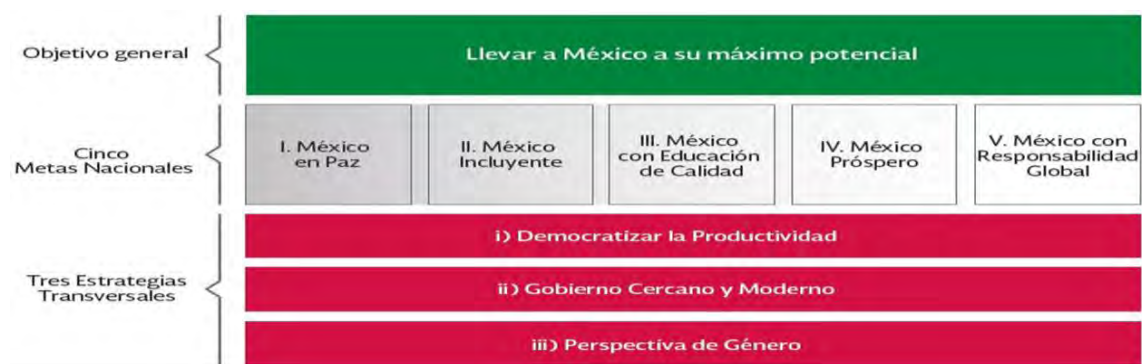 Objetivo general
Llevar a México a su máximo potencial
Cinco
Metas Nacionales
I. México
en Paz
II. México
Incluyente
III. México
con Educación
de Calidad
IV. México
Próspero
V. México con
Responsabilidad
Global
Tres Estrategias
Transversales
i) Democratizar la Productividad
ii) Gobierno Cercano y Moderno
iii) Perspectiva de Género